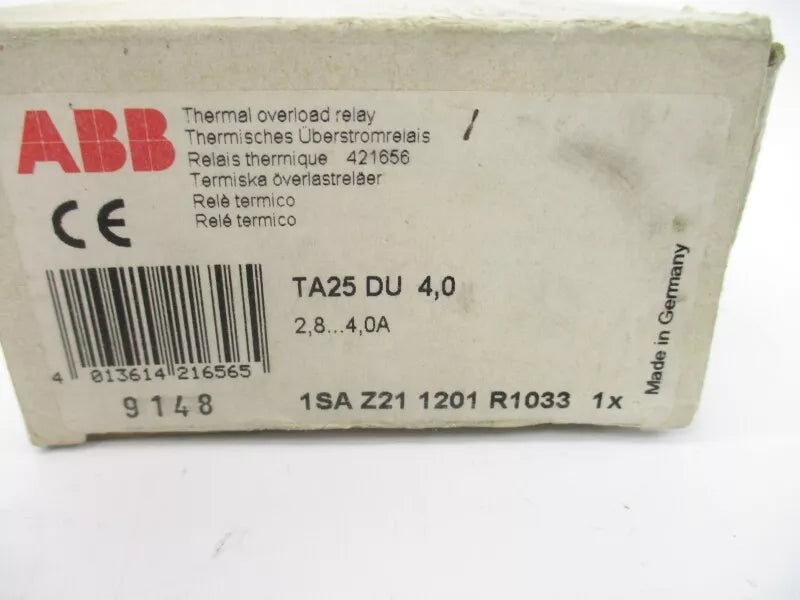 ABB
Thermal overload relay
Thermisches Überstromrelais
Relais thermique 421656
Termiska överlastreläer
Relè termico
Relé termico
CE
TA25 DU 4,0
2,8...4,0A
4 013614 216565
9148
1SA Z21 1201 R1033 1x
Made in Germany